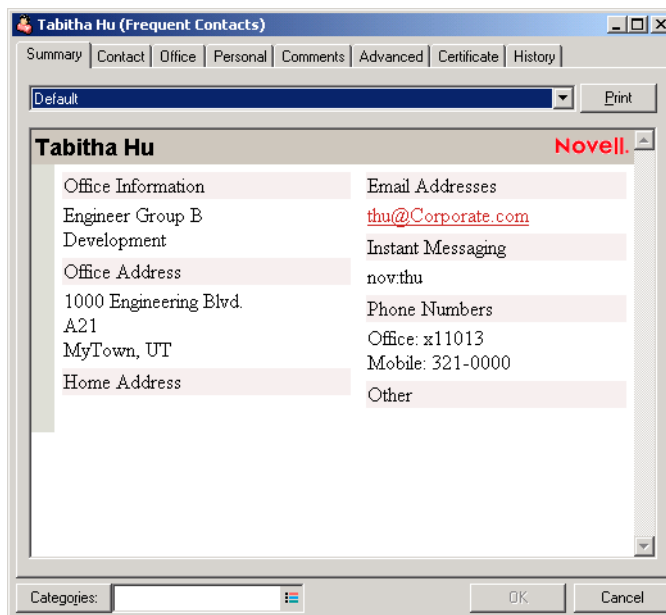 Tabitha Hu (Frequent Contacts)
Summary Contact Office Personal Comments Advanced Certificate History
Default
Print
Tabitha Hu
Novell.
Office Information
Engineer Group B
Development
Office Address
1000 Engineering Blvd.
A21
MyTown, UT
Home Address
Email Addresses
thu@Corporate.com
Instant Messaging
nov:thu
Phone Numbers
Office: x11013
Mobile: 321-0000
Other
Categories:
OK
Cancel